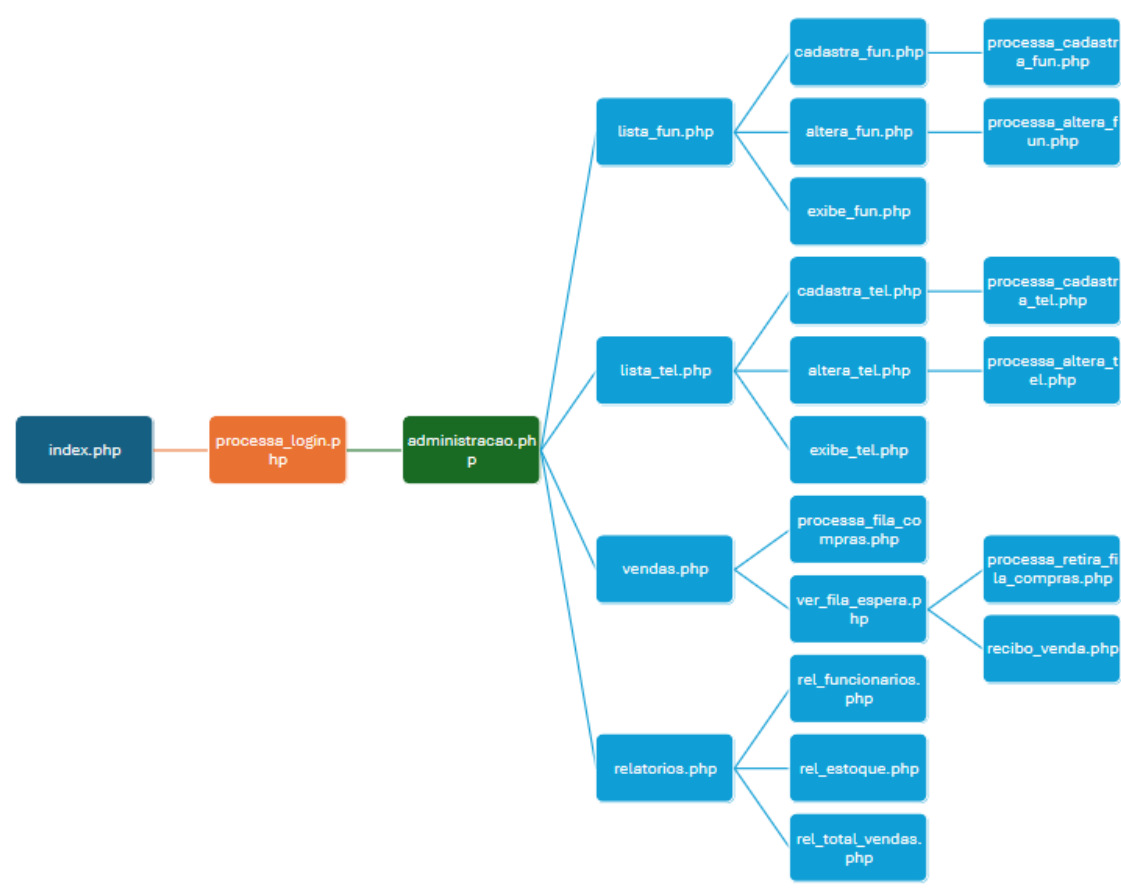 cadastra_fun.php
processa_cadastr
a_fun.php
lista_fun.php
altera_fun.php
processa_altera_f
un.php
exibe_fun.php
cadastra_tel.php
processa_cadastr
a_tel.php
lista_tel.php
altera_tel.php
processa_altera_t
el.php
index.php
processa_login.p
hp
administracao.ph
p
exibe_tel.php
processa_fila_co
mpras.php
vendas.php
processa_retira_fi
la_compras.php
ver_fila_espera.p
hp
recibo_venda.php
rel_funcionarios.
php
relatorios.php
rel_estoque.php
rel_total_vendas.
php